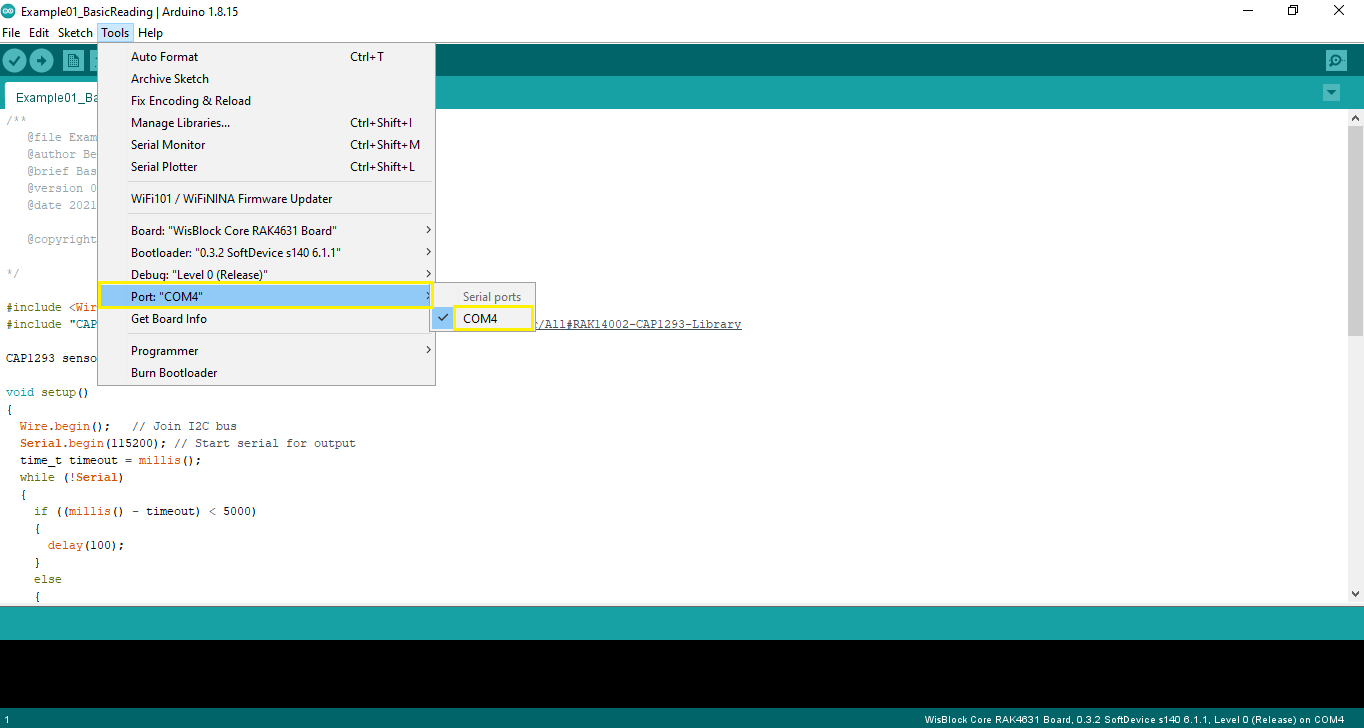 Example01_BasicReading | Arduino 1.8.15
File Edit Sketch Tools Help
Auto Format Ctrl+T
Archive Sketch
Fix Encoding & Reload
Manage Libraries... Ctrl+Shift+I
Serial Monitor Ctrl+Shift+M
Serial Plotter Ctrl+Shift+L
WiFi101 / WiFiNINA Firmware Updater
Board: "WisBlock Core RAK4631 Board"
Bootloader: "0.3.2 SoftDevice s140 6.1.1"
Debug: "Level 0 (Release)"
Port: "COM4"
Get Board Info
Programmer
Burn Bootloader
Serial ports
COM4
Example01_Ba
/**
@file Exam
@author Be
@brief Bas
@version 0
@date 2021
@copyright
*/
#include <Wir
#include "CAP /All#RAK14002-CAP1293-Library
CAP1293 senso
void setup()
{
Wire.begin(); // Join I2C bus
Serial.begin(115200); // Start serial for output
time_t timeout = millis();
while (!Serial)
{
if ((millis() - timeout) < 5000)
{
delay(100);
}
else
{
1
WisBlock Core RAK4631 Board, 0.3.2 SoftDevice s140 6.1.1, Level 0 (Release) on COM4